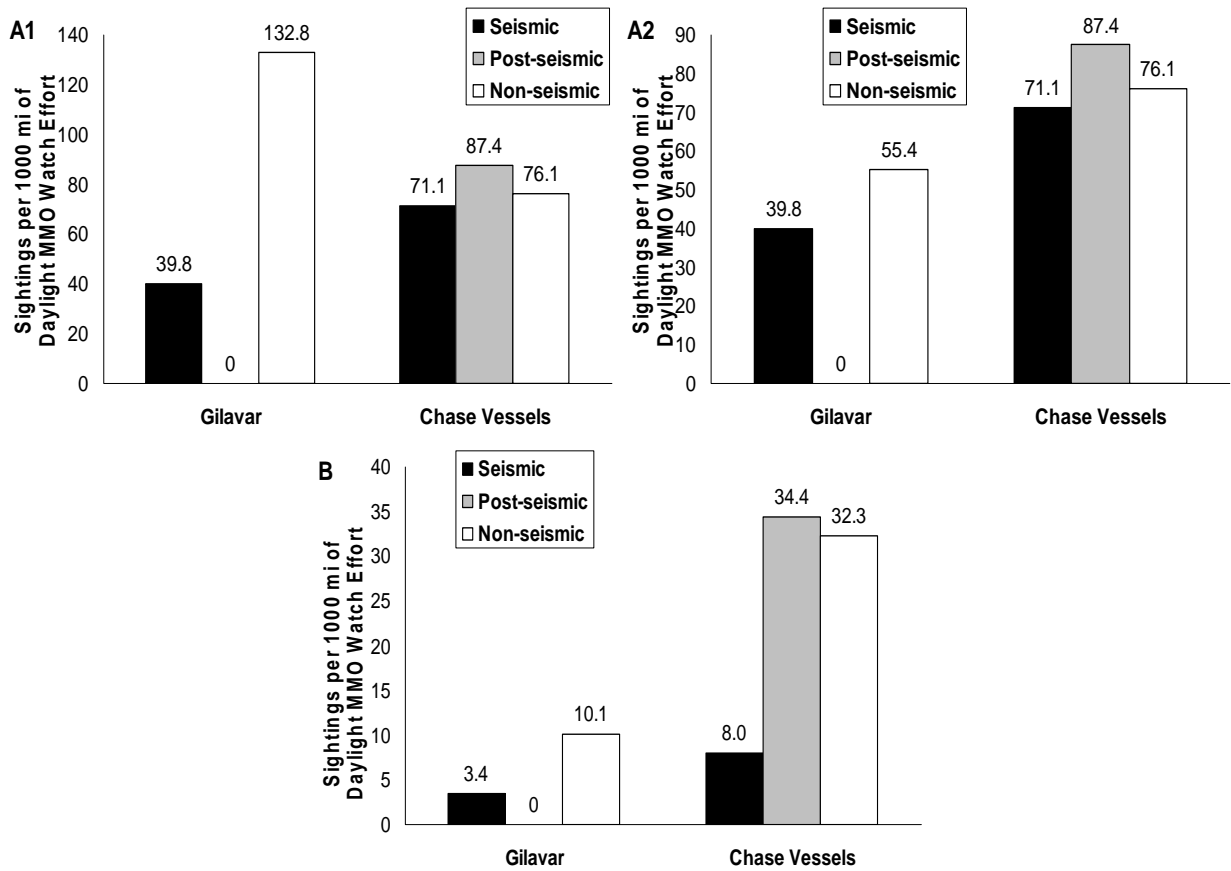 A1
Seismic
Post-seismic
Non-seismic
Sightings per 1000 mi of
Daylight MMO Watch Effort
140
120
100
80
60
40
20
0
39.8
0
132.8
71.1
87.4
76.1
Gilavar
Chase Vessels
A2
Seismic
Post-seismic
Non-seismic
Sightings per 1000 mi of
Daylight MMO Watch Effort
90
80
70
60
50
40
30
20
10
0
39.8
0
55.4
71.1
87.4
76.1
Gilavar
Chase Vessels
B
Seismic
Post-seismic
Non-seismic
Sightings per 1000 mi of
Daylight MMO Watch Effort
40
35
30
25
20
15
10
5
0
3.4
0
10.1
8.0
34.4
32.3
Gilavar
Chase Vessels